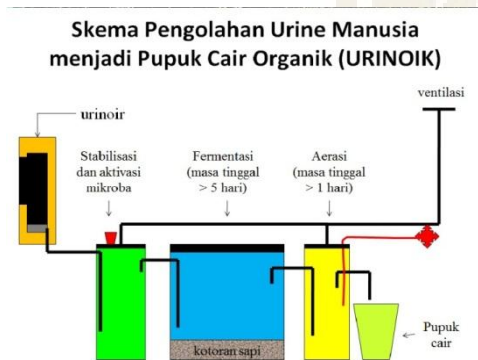 Skema Pengolahan Urine Manusia
menjadi Pupuk Cair Organik (URINOIK)
ventilasi
urinoir
Stabilisasi
dan aktivasi
mikroba
Fermentasi
(masa tinggal
> 5 hari)
Aerasi
(masa tinggal
> 1 hari)
Pupuk
cair
kotoran sapi